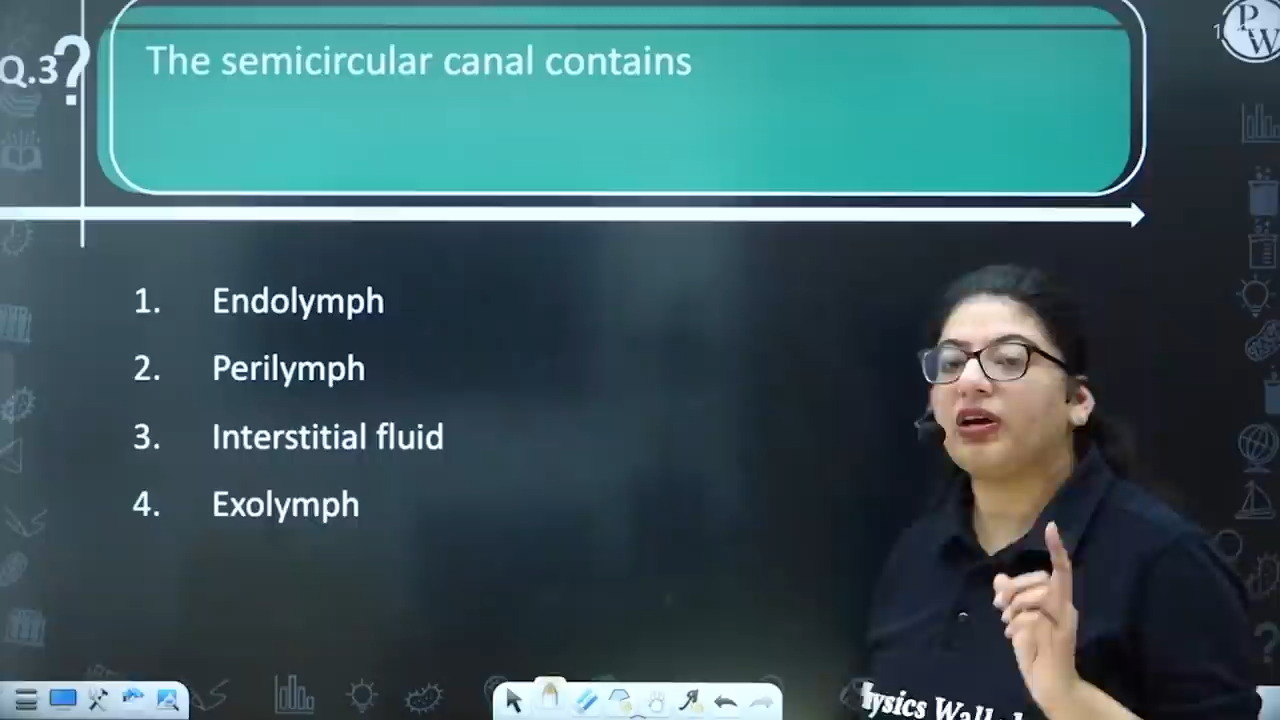 Q.3?
The semicircular canal contains
P
W
1. Endolymph
2. Perilymph
3. Interstitial fluid
4. Exolymph